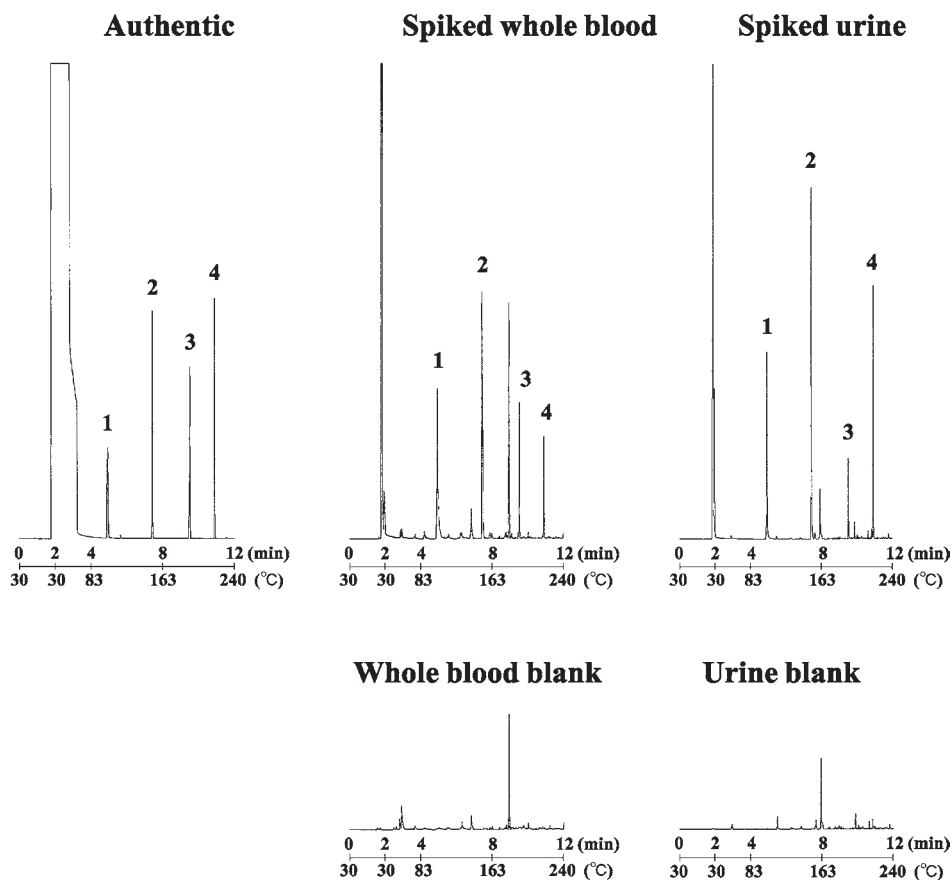 Authentic
Spiked whole blood
Spiked urine
1
2
3
4
1
2
3
4
1
2
3
4
0 2 4 8 12 (min)
30 30 83 163 240 (°C)
0 2 4 8 12 (min)
30 30 83 163 240 (°C)
0 2 4 8 12 (min)
30 30 83 163 240 (°C)
Whole blood blank
Urine blank
0 2 4 8 12 (min)
30 30 83 163 240 (°C)
0 2 4 8 12 (min)
30 30 83 163 240 (°C)